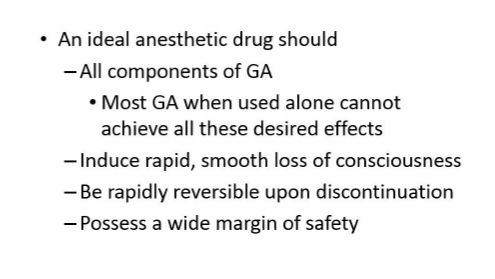 • An ideal anesthetic drug should
– All components of GA
• Most GA when used alone cannot
achieve all these desired effects
– Induce rapid, smooth loss of consciousness
– Be rapidly reversible upon discontinuation
– Possess a wide margin of safety